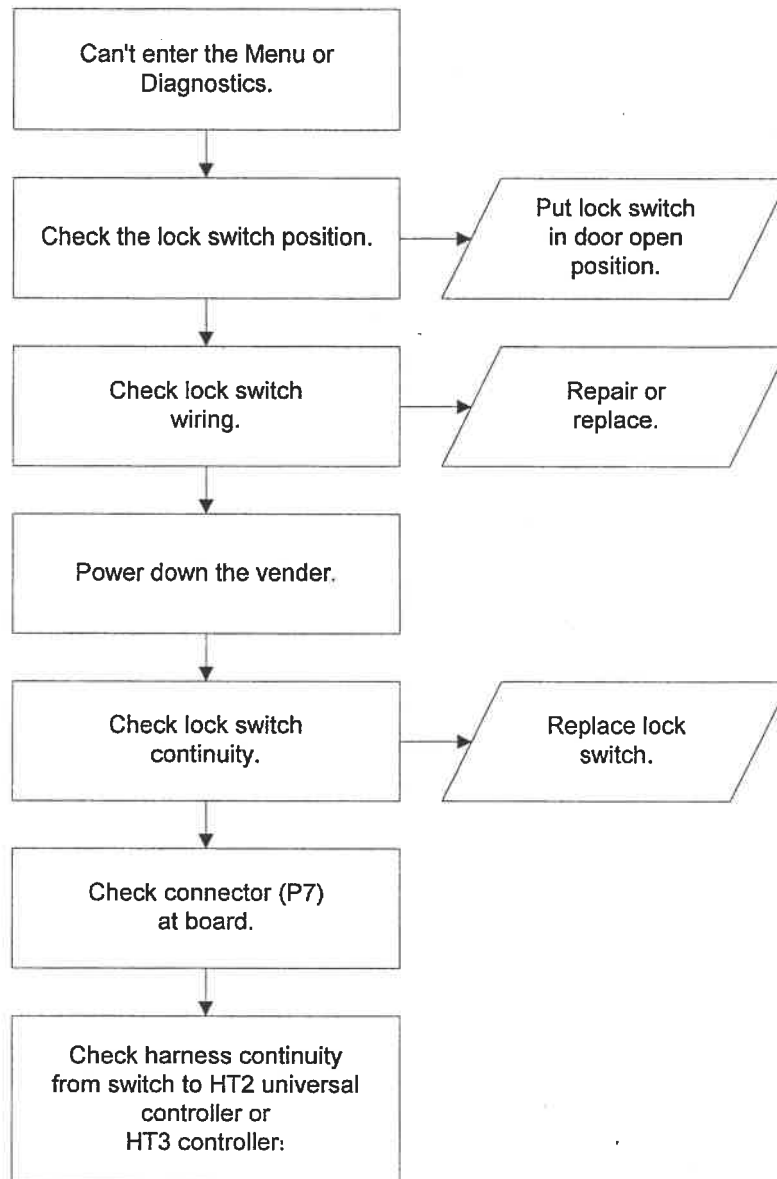 Can't enter the Menu or
Diagnostics.
Check the lock switch position.
Put lock switch
in door open
position.
Check lock switch
wiring.
Repair or
replace.
Power down the vender.
Check lock switch
continuity.
Replace lock
switch.
Check connector (P7)
at board.
Check harness continuity
from switch to HT2 universal
controller or
HT3 controller.